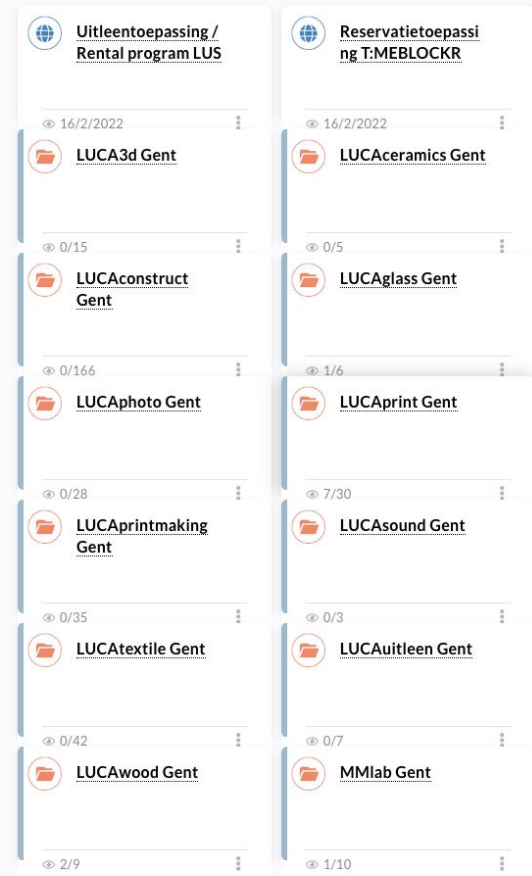 Uitleentoepassing /
Rental program LUS
16/2/2022
Reservatietoepassi
ng T:MEBLOCKR
16/2/2022
LUCA3d Gent
0/15
LUCAceramics Gent
0/5
LUCAconstruct
Gent
0/166
LUCAglass Gent
1/6
LUCAphoto Gent
0/28
LUCAprint Gent
7/30
LUCAprintmaking
Gent
0/35
LUCAsound Gent
0/3
LUCAtextile Gent
0/42
LUCAuitleen Gent
0/7
LUCAwood Gent
2/9
MMlab Gent
1/10